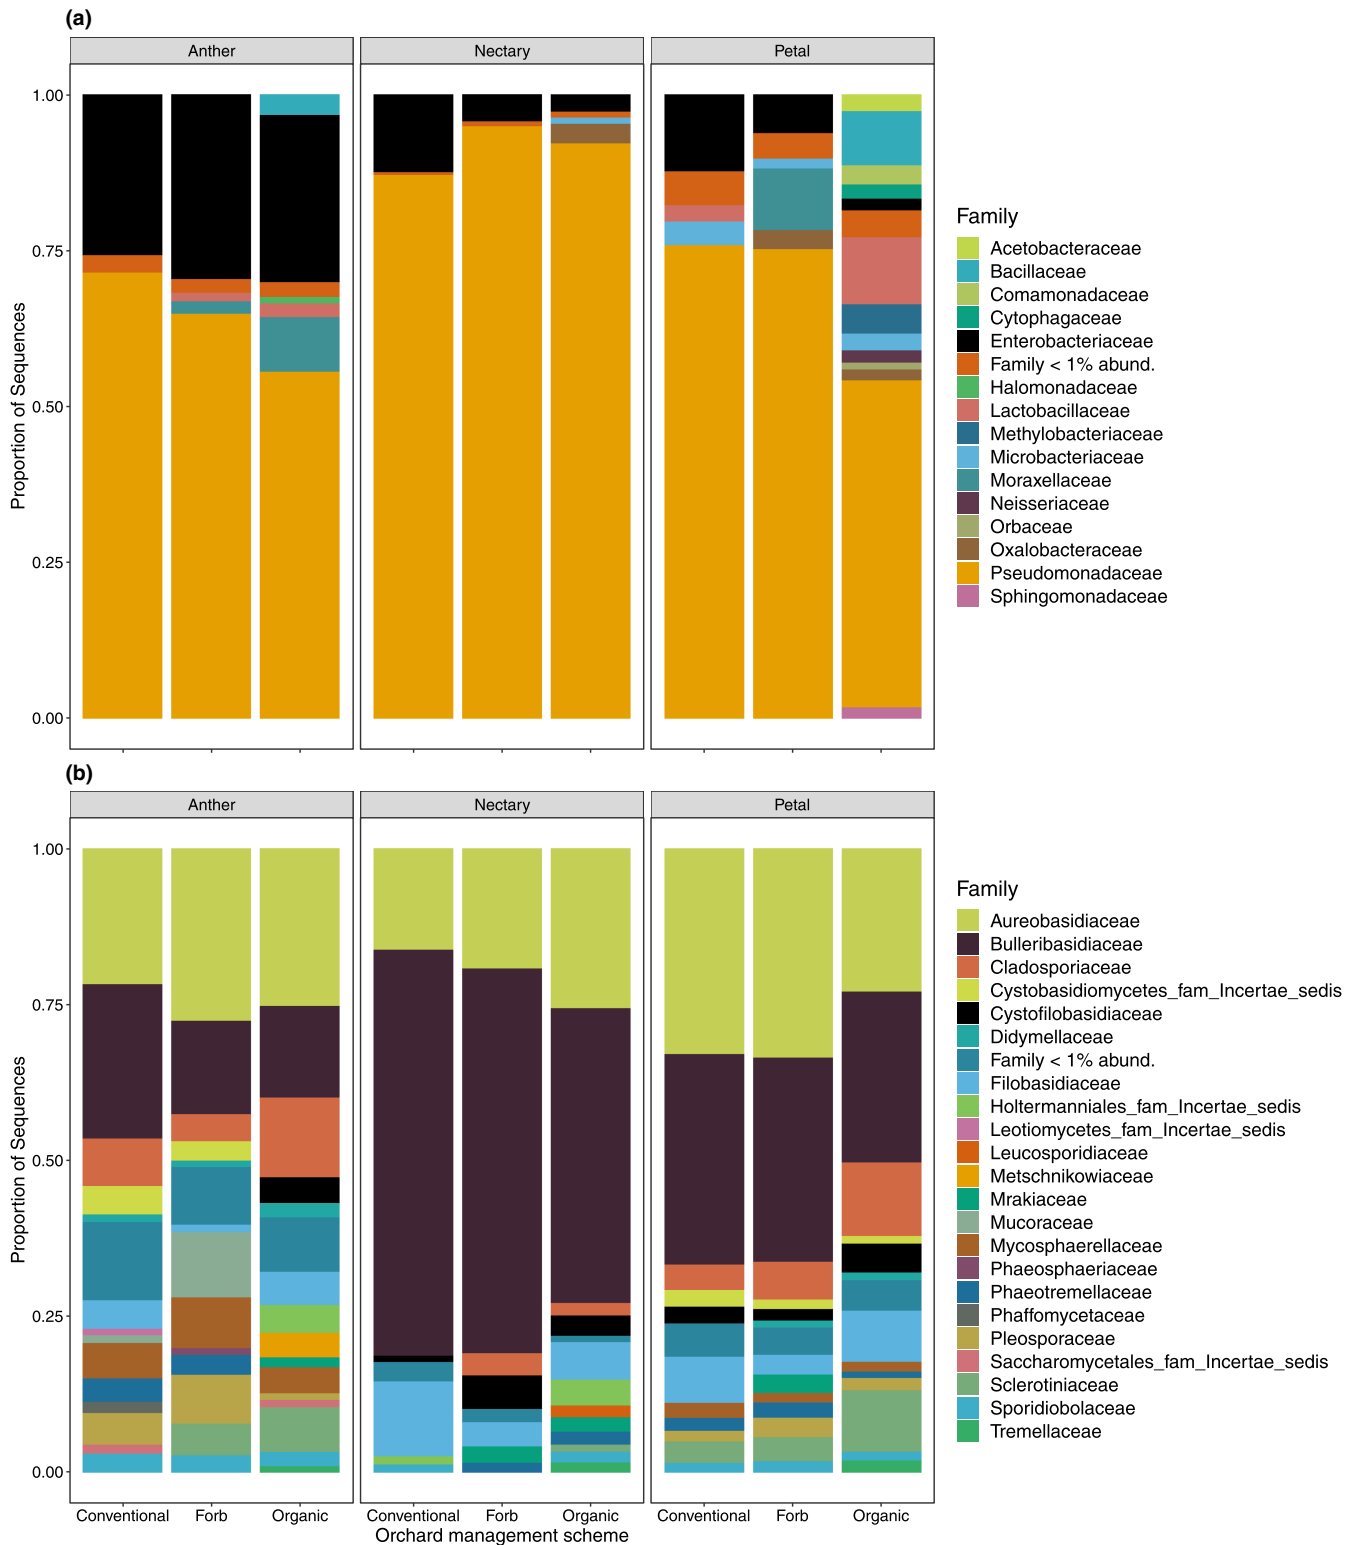 (a)
Anther Nectary Petal
1.00
0.75
0.50
0.25
0.00
Proportion of Sequences
Family
Acetobacteraceae
Bacillaceae
Comamonadaceae
Cytophagaceae
Enterobacteriaceae
Family < 1% abund.
Halomonadaceae
Lactobacillaceae
Methylobacteriaceae
Microbacteriaceae
Moraxellaceae
Neisseriaceae
Orbaceae
Oxalobacteraceae
Pseudomonadaceae
Sphingomonadaceae
(b)
Anther Nectary Petal
1.00
0.75
0.50
0.25
0.00
Proportion of Sequences
Conventional Forb Organic Conventional Forb Organic Conventional Forb Organic
Orchard management scheme
Family
Aureobasidiaceae
Bulleribasidiaceae
Cladosporiaceae
Cystobasidiomycetes_fam_Incertae_sedis
Cystofilobasidiaceae
Didymellaceae
Family < 1% abund.
Filobasidiaceae
Holtermanniales_fam_Incertae_sedis
Leotiomycetes_fam_Incertae_sedis
Leucosporidiaceae
Metschnikowiaceae
Mrakiaceae
Mucoraceae
Mycosphaerellaceae
Phaeosphaeriaceae
Phaeotremellaceae
Phaffomycetaceae
Pleosporaceae
Saccharomycetales_fam_Incertae_sedis
Sclerotiniaceae
Sporidiobolaceae
Tremellaceae